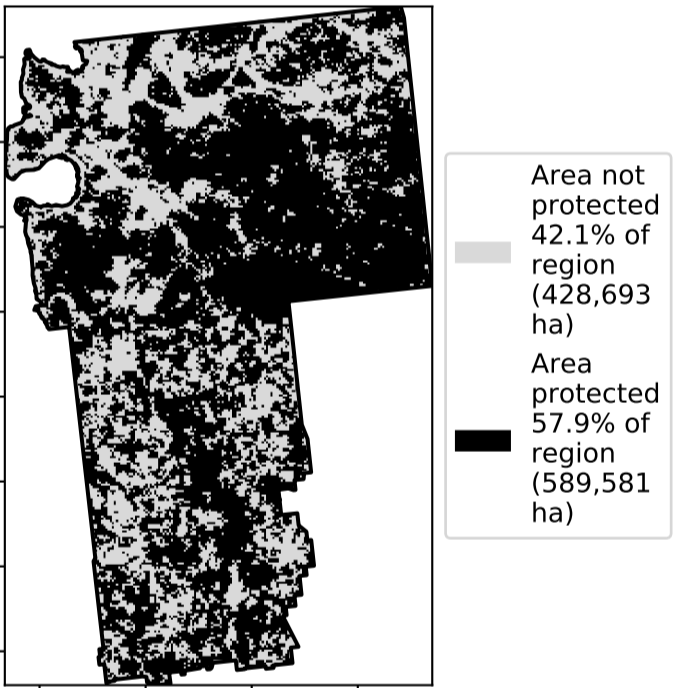 Area not
protected
42.1% of
region
(428,693
ha)
Area
protected
57.9% of
region
(589,581
ha)